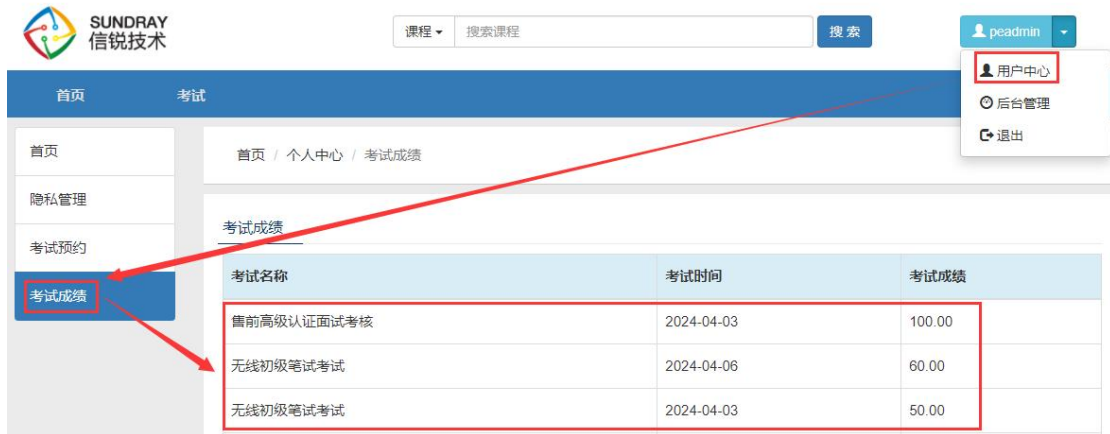 SUNDRAY
信锐技术
课程 搜索课程 搜索
peadmin
用户中心
后台管理
退出
首页 考试
首页
隐私管理
考试预约
考试成绩
首页 / 个人中心 / 考试成绩
考试成绩
考试名称 考试时间 考试成绩
售前高级认证面试考核 2024-04-03 100.00
无线初级笔试考试 2024-04-06 60.00
无线初级笔试考试 2024-04-03 50.00